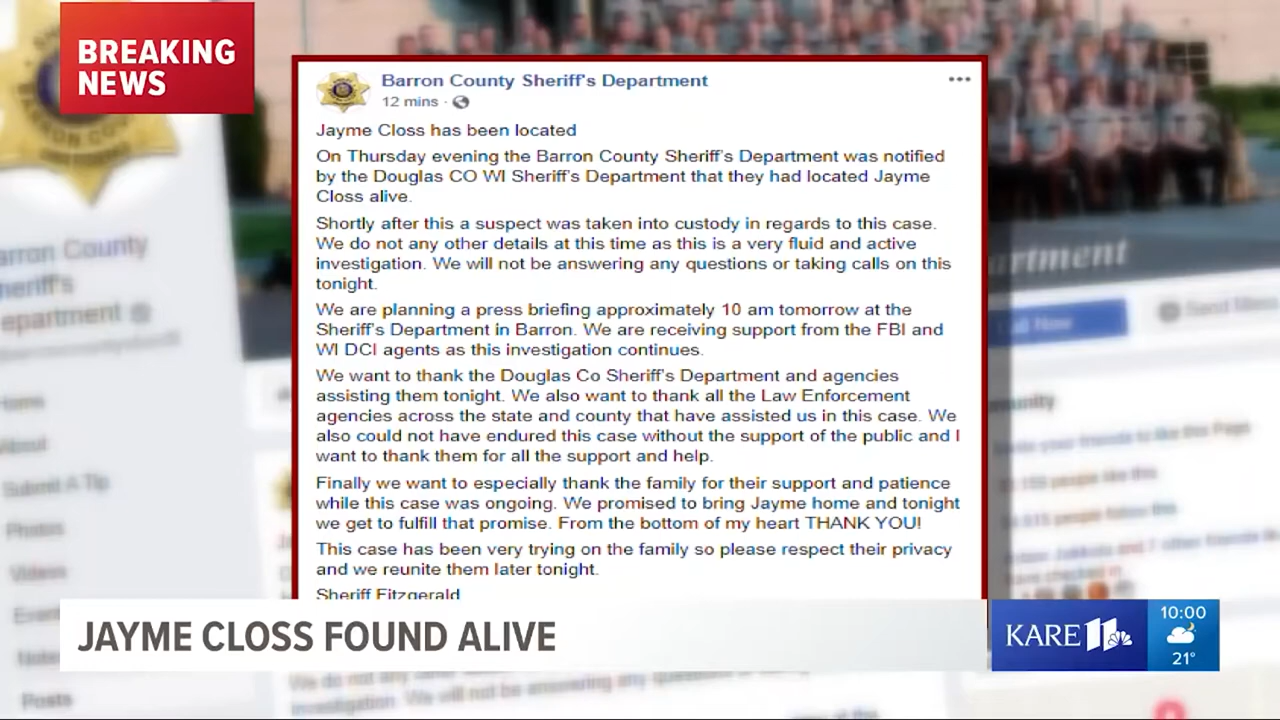 BREAKING
NEWS
Barron County Sheriff's Department
12 mins ·
Jayme Closs has been located
On Thursday evening the Barron County Sheriff's Department was notified
by the Douglas CO WI Sheriff's Department that they had located Jayme
Closs alive.
Shortly after this a suspect was taken into custody in regards to this case.
We do not any other details at this time as this is a very fluid and active
investigation. We will not be answering any questions or taking calls on this
tonight.
We are planning a press briefing approximately 10 am tomorrow at the
Sheriff's Department in Barron. We are receiving support from the FBI and
WI DCI agents as this investigation continues.
We want to thank the Douglas Co Sheriff's Department and agencies
assisting them tonight. We also want to thank all the Law Enforcement
agencies across the state and county that have assisted us in this case. We
also could not have endured this case without the support of the public and I
want to thank them for all the support and help.
Finally we want to especially thank the family for their support and patience
while this case was ongoing. We promised to bring Jayme home and tonight
we get to fulfill that promise. From the bottom of my heart THANK YOU!
This case has been very trying on the family so please respect their privacy
and we reunite them later tonight.
Sheriff Fitzgerald
JAYME CLOSS FOUND ALIVE
KARE 11
10:00
21°
arron County
heriff's
epartment
Home
About
Submit A Tip
Photos
Videos
Posts